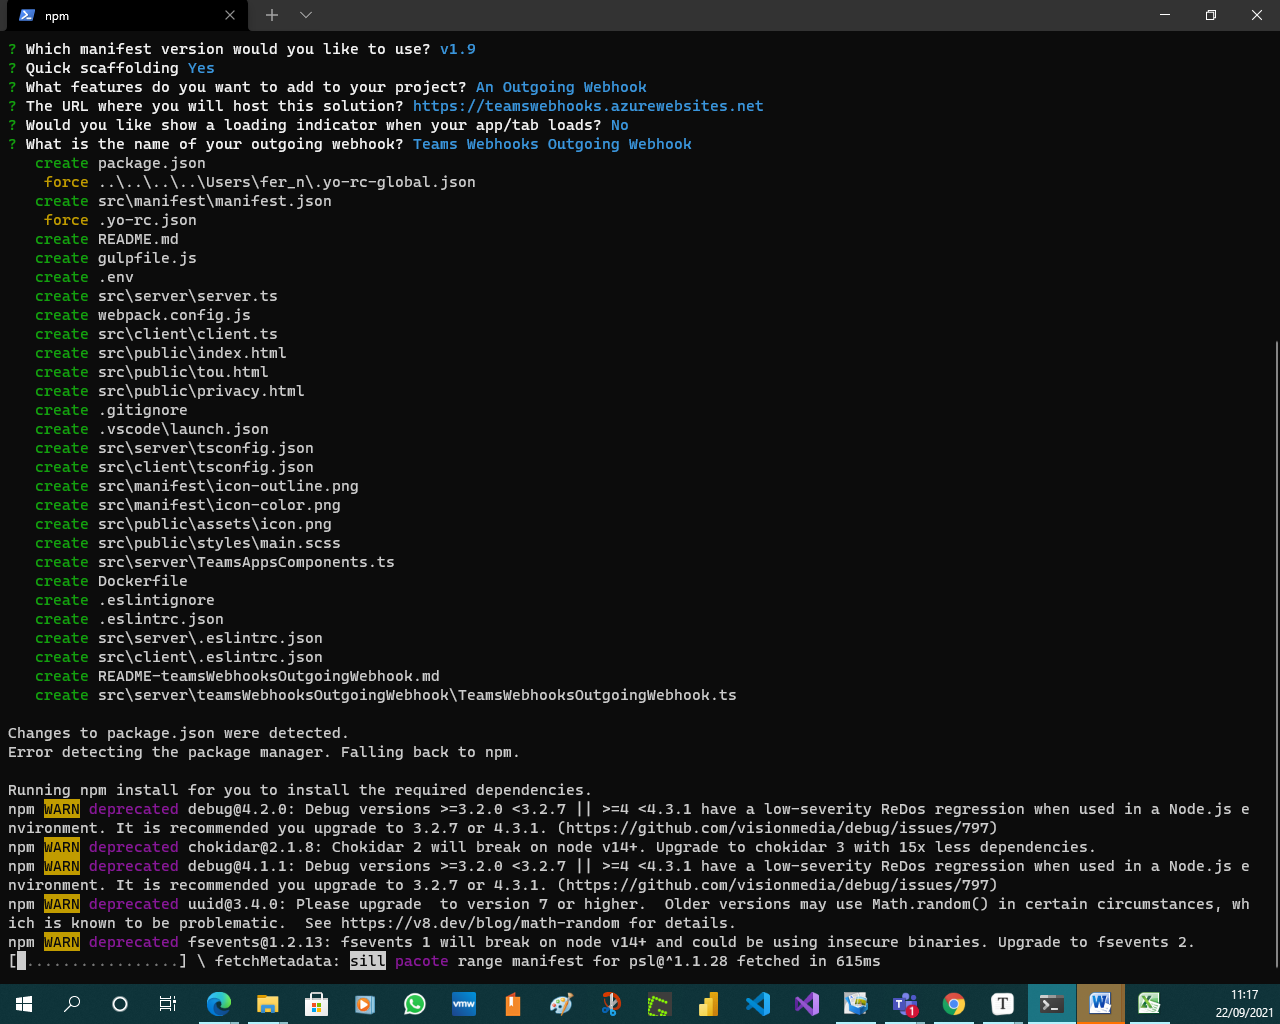 npm
? Which manifest version would you like to use? v1.9
? Quick scaffolding Yes
? What features do you want to add to your project? An Outgoing Webhook
? The URL where you will host this solution? https://teamswebhooks.azurewebsites.net
? Would you like show a loading indicator when your app/tab loads? No
? What is the name of your outgoing webhook? Teams Webhooks Outgoing Webhook
create package.json
force ..\..\..\..\Users\fer_n\.yo-rc-global.json
create src\manifest\manifest.json
force .yo-rc.json
create README.md
create gulpfile.js
create .env
create src\server\server.ts
create webpack.config.js
create src\client\client.ts
create src\public\index.html
create src\public\tou.html
create src\public\privacy.html
create .gitignore
create .vscode\launch.json
create src\server\tsconfig.json
create src\client\tsconfig.json
create src\manifest\icon-outline.png
create src\manifest\icon-color.png
create src\public\assets\icon.png
create src\public\styles\main.scss
create src\server\TeamsAppsComponents.ts
create Dockerfile
create .eslintignore
create .eslintrc.json
create src\server\.eslintrc.json
create src\client\.eslintrc.json
create README-teamsWebhooksOutgoingWebhook.md
create src\server\teamsWebhooksOutgoingWebhook\TeamsWebhooksOutgoingWebhook.ts
Changes to package.json were detected.
Error detecting the package manager. Falling back to npm.
Running npm install for you to install the required dependencies.
npm WARN deprecated debug@4.2.0: Debug versions >=3.2.0 <3.2.7 || >=4 <4.3.1 have a low-severity ReDos regression when used in a Node.js e
nvironment. It is recommended you upgrade to 3.2.7 or 4.3.1. (https://github.com/visionmedia/debug/issues/797)
npm WARN deprecated chokidar@2.1.8: Chokidar 2 will break on node v14+. Upgrade to chokidar 3 with 15x less dependencies.
npm WARN deprecated debug@4.1.1: Debug versions >=3.2.0 <3.2.7 || >=4 <4.3.1 have a low-severity ReDos regression when used in a Node.js e
nvironment. It is recommended you upgrade to 3.2.7 or 4.3.1. (https://github.com/visionmedia/debug/issues/797)
npm WARN deprecated uuid@3.4.0: Please upgrade  to version 7 or higher.  Older versions may use Math.random() in certain circumstances, wh
ich is known to be problematic.  See https://v8.dev/blog/math-random for details.
npm WARN deprecated fsevents@1.2.13: fsevents 1 will break on node v14+ and could be using insecure binaries. Upgrade to fsevents 2.
[ .................] \ fetchMetadata: sill pacote range manifest for psl@^1.1.28 fetched in 615ms
vmw
1
T
11:17
22/09/2021